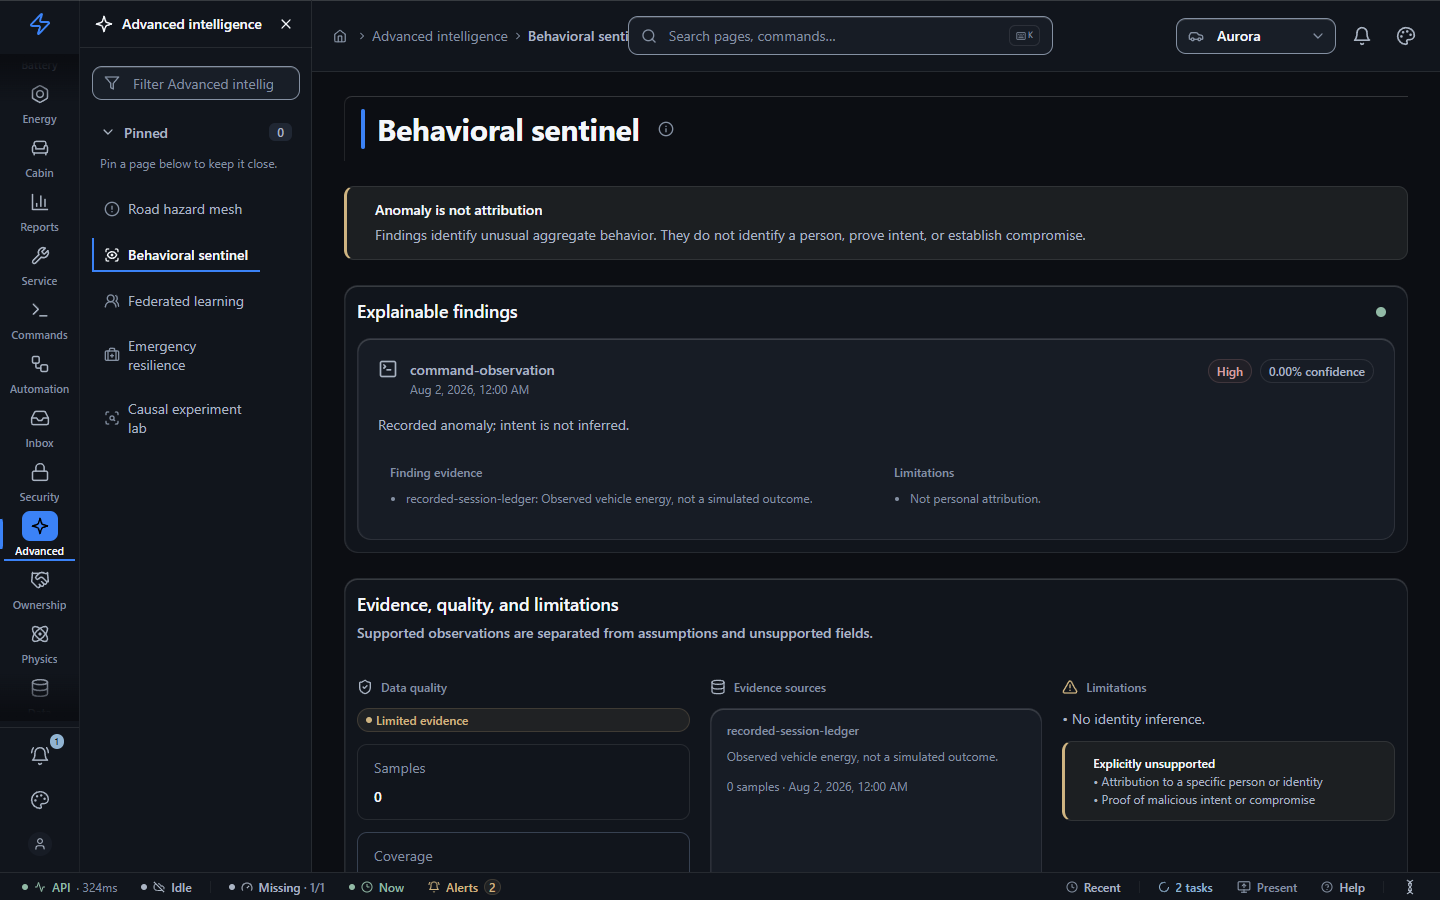 Advanced intelligence
Advanced intelligence
Behavioral senti
Search pages, commands...
K
Aurora
Battery
Energy
Cabin
Reports
Service
Commands
Automation
Inbox
Security
Advanced
Ownership
Physics
1
Filter Advanced intellig
Pinned
0
Pin a page below to keep it close.
Road hazard mesh
Behavioral sentinel
Federated learning
Emergency
resilience
Causal experiment
lab
Behavioral sentinel
Anomaly is not attribution
Findings identify unusual aggregate behavior. They do not identify a person, prove intent, or establish compromise.
Explainable findings
command-observation
Aug 2, 2026, 12:00 AM
High
0.00% confidence
Recorded anomaly; intent is not inferred.
Finding evidence
• recorded-session-ledger: Observed vehicle energy, not a simulated outcome.
Limitations
• Not personal attribution.
Evidence, quality, and limitations
Supported observations are separated from assumptions and unsupported fields.
Data quality
Limited evidence
Samples
0
Coverage
Evidence sources
recorded-session-ledger
Observed vehicle energy, not a simulated outcome.
0 samples · Aug 2, 2026, 12:00 AM
Limitations
• No identity inference.
Explicitly unsupported
• Attribution to a specific person or identity
• Proof of malicious intent or compromise
API · 324ms
Idle
Missing · 1/1
Now
Alerts 2
Recent
2 tasks
Present
Help